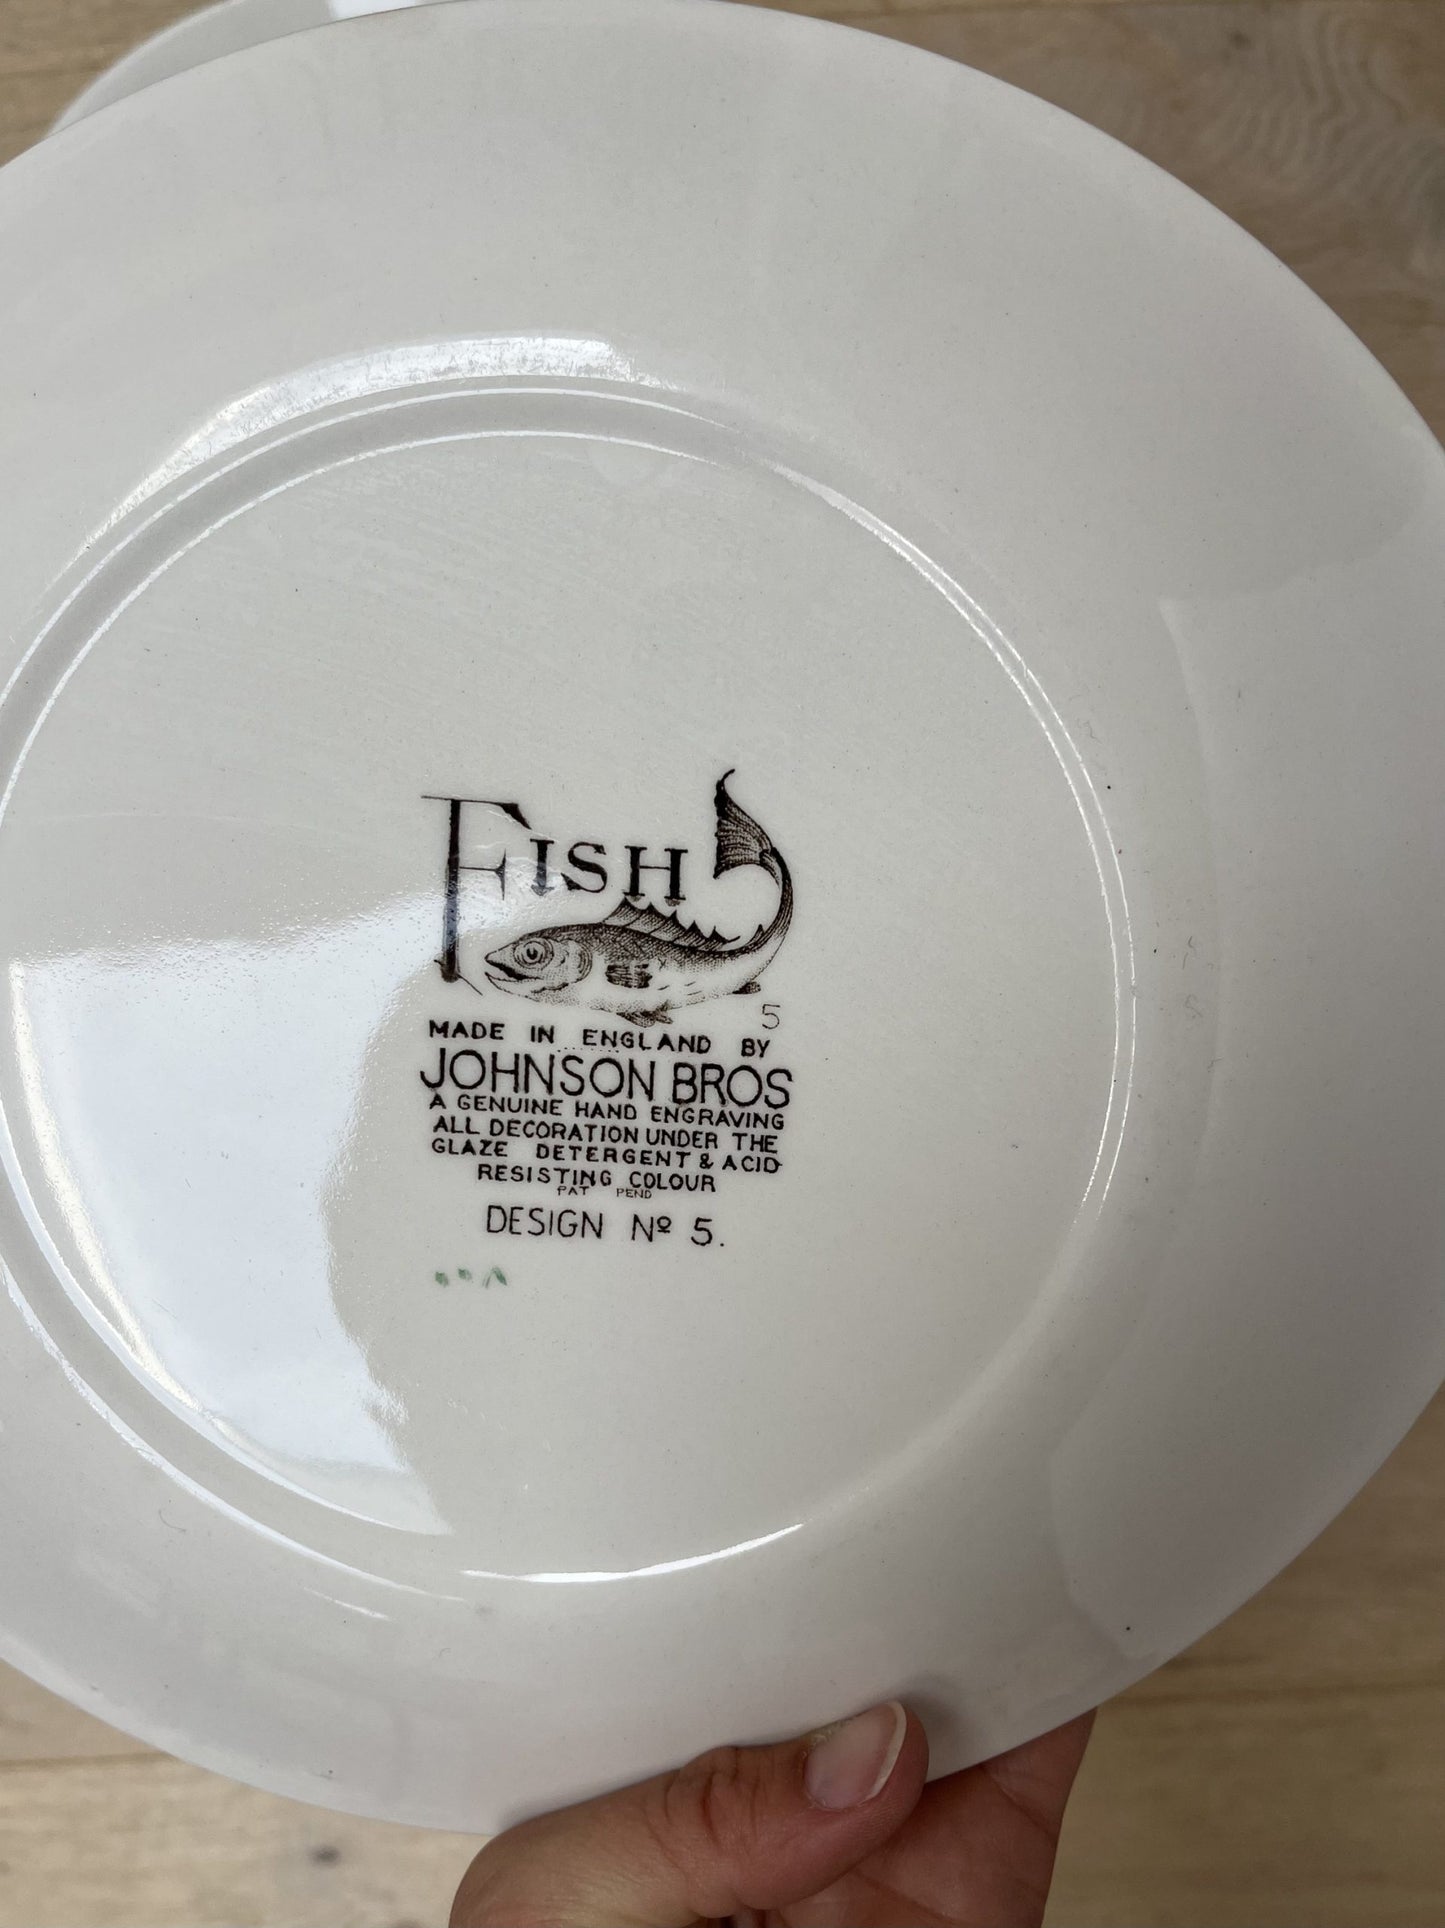 FISH
5
MADE IN ENGLAND BY
JOHNSON BROS
A GENUINE HAND ENGRAVING
ALL DECORATION UNDER THE
GLAZE DETERGENT & ACID
RESISTING COLOUR
PAT PEND
DESIGN Nº 5.